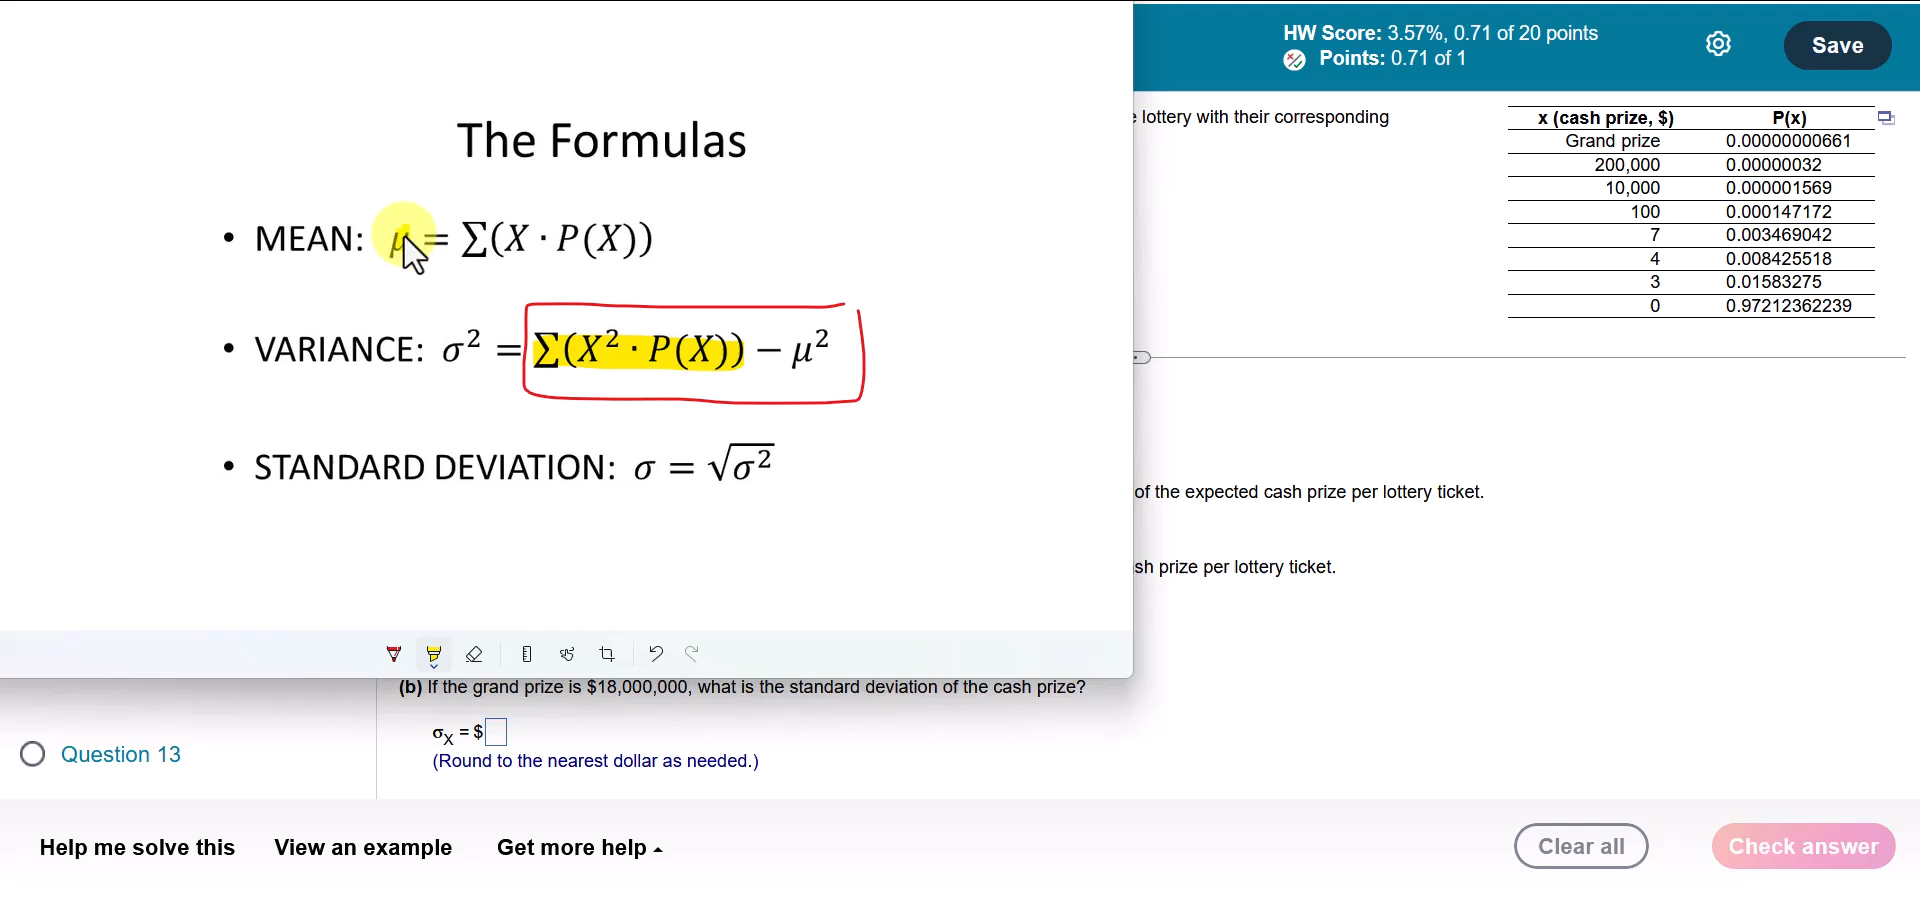 HW Score: 3.57%, 0.71 of 20 points
Points: 0.71 of 1
Save
The Formulas
• MEAN: μ = ∑(X · P(X))
• VARIANCE: σ² = ∑(X² · P(X)) − μ²
• STANDARD DEVIATION: σ = √σ²
lottery with their corresponding
x (cash prize, $) P(x)
Grand prize 0.00000000661
200,000 0.00000032
10,000 0.000001569
100 0.000147172
7 0.003469042
4 0.008425518
3 0.01583275
0 0.97212362239
of the expected cash prize per lottery ticket.
sh prize per lottery ticket.
(b) If the grand prize is $18,000,000, what is the standard deviation of the cash prize?
σX = $
(Round to the nearest dollar as needed.)
Question 13
Help me solve this
View an example
Get more help
Clear all
Check answer